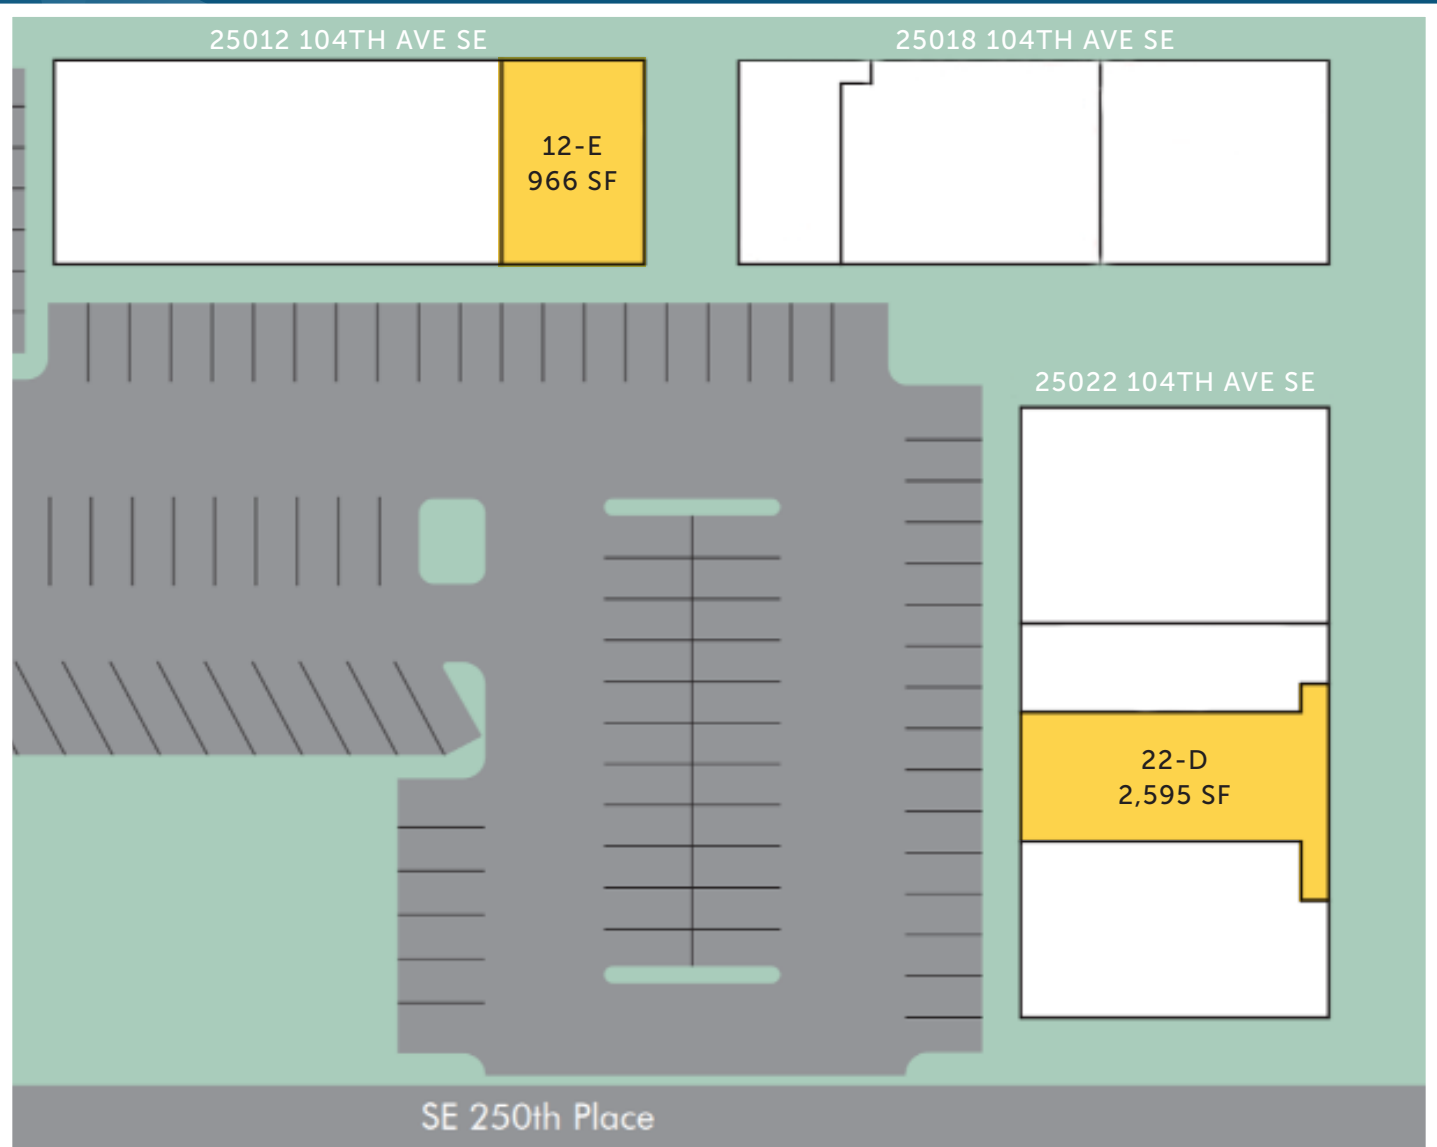 25012 104TH AVE SE
25018 104TH AVE SE
12-E
966 SF
25022 104TH AVE SE
22-D
2,595 SF
SE 250th Place